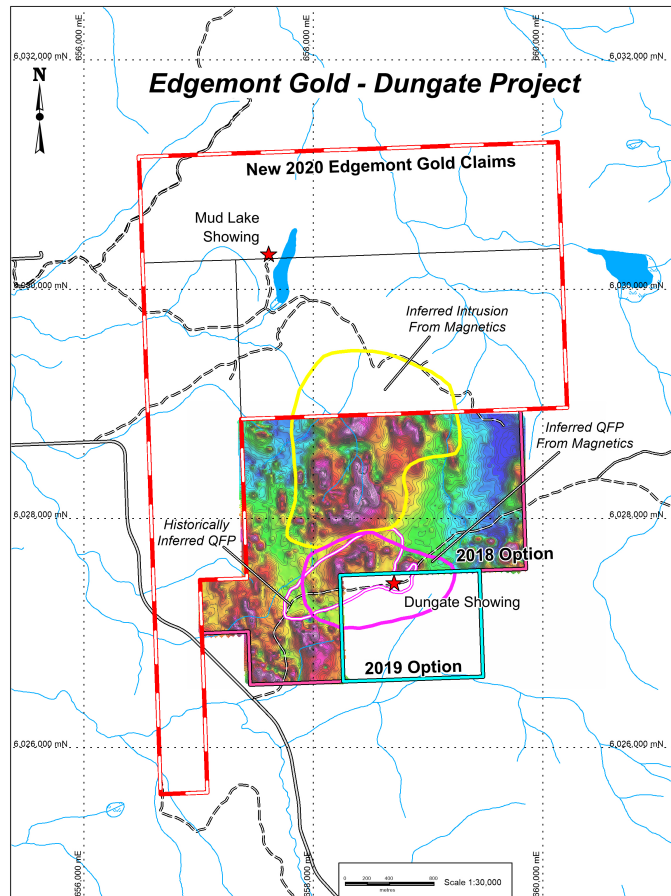 656,000 mE
658,000 mE
660,000 mE
6,032,000 mN
6,032,000 mN
N
Edgemont Gold - Dungate Project
New 2020 Edgemont Gold Claims
Mud Lake
Showing
6,030,000 mN
6,030,000 mN
Inferred Intrusion
From Magnetics
Inferred QFP
From Magnetics
6,028,000 mN
6,028,000 mN
Historically
Inferred QFP
2018 Option
Dungate Showing
2019 Option
6,026,000 mN
6,026,000 mN
656,000 mE
658,000 mE
660,000 mE
0 200 400 800
metres
Scale 1:30,000